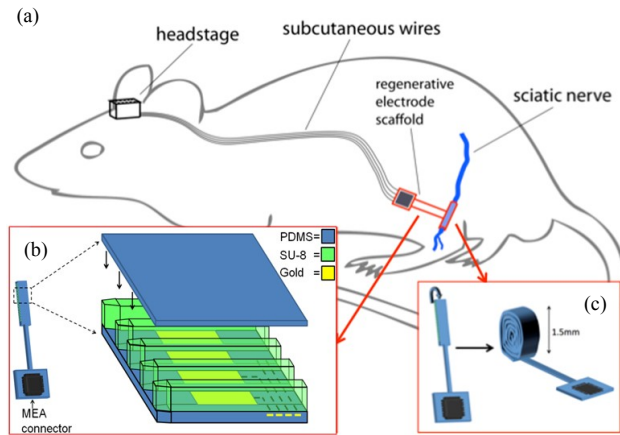 (a)
headstage
subcutaneous wires
regenerative
electrode
scaffold
sciatic nerve
(b)
PDMS=
SU-8=
Gold =
MEA
connector
(c)
1.5mm